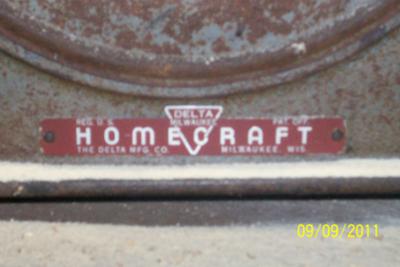 DELTA
REG. U.S. MILWAUKEE PAT. OFF.
HOMECRAFT
THE DELTA MFG. CO. MILWAUKEE, WIS.
09/09/2011